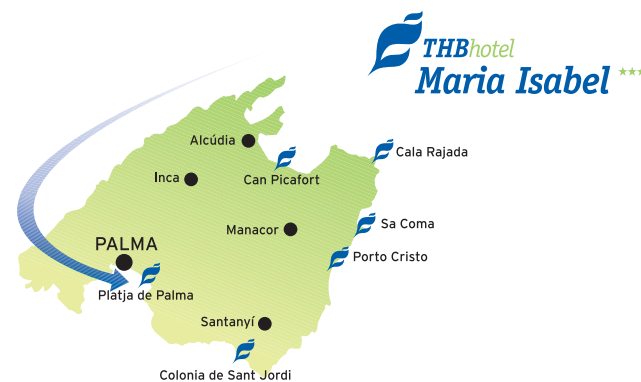 THBhotel
Maria Isabel ***
Alcúdia
Cala Rajada
Inca
Can Picafort
Manacor
Sa Coma
PALMA
Porto Cristo
Platja de Palma
Santanyí
Colonia de Sant Jordi